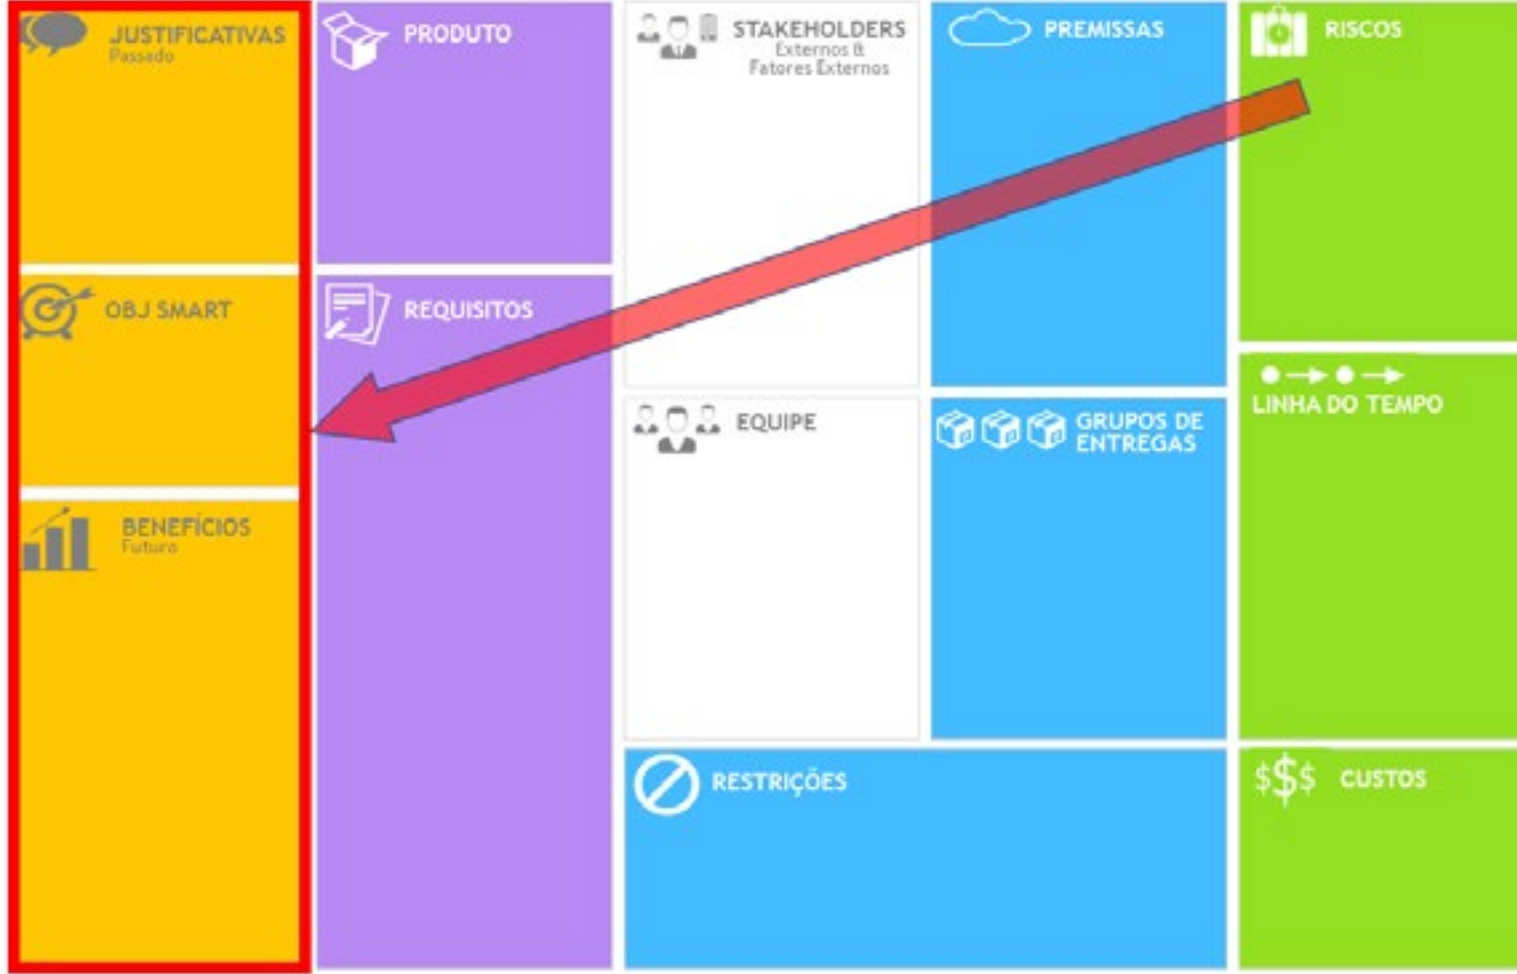 JUSTIFICATIVAS
Passado
OBJ SMART
BENEFÍCIOS
Futuro
PRODUTO
REQUISITOS
STAKEHOLDERS
Externos &
Fatores Externos
EQUIPE
PREMISSAS
GRUPOS DE
ENTREGAS
RESTRIÇÕES
RISCOS
LINHA DO TEMPO
$$$ CUSTOS